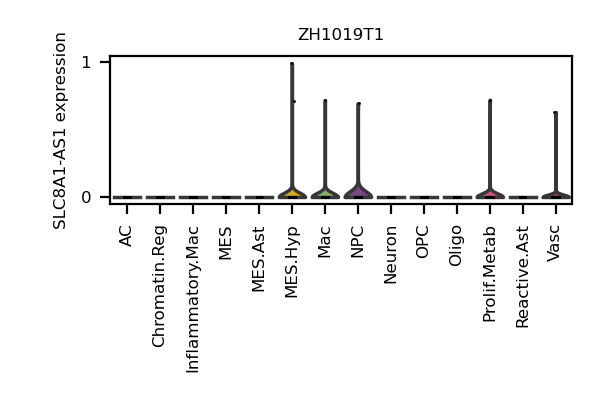 ZH1019T1
SLC8A1-AS1 expression
1
0
AC
Chromatin.Reg
Inflammatory.Mac
MES
MES.Ast
MES.Hyp
Mac
NPC
Neuron
OPC
Oligo
Prolif.Metab
Reactive.Ast
Vasc